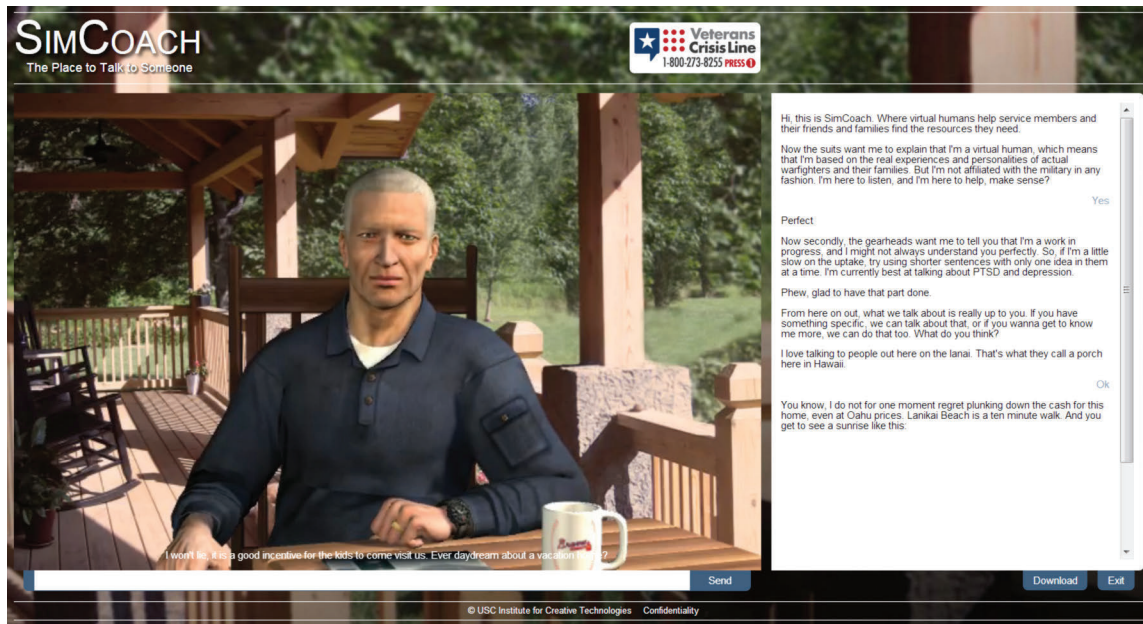 SIMCOACH
The Place to Talk to Someone
Veterans
Crisis Line
1-800-273-8255 PRESS 1
Hi, this is SimCoach. Where virtual humans help service members and
their friends and families find the resources they need.
Now the suits want me to explain that I'm a virtual human, which means
that I'm based on the real experiences and personalities of actual
warfighters and their families. But I'm not affiliated with the military in any
fashion. I'm here to listen, and I'm here to help, make sense?
Yes
Perfect
Now secondly, the gearheads want me to tell you that I'm a work in
progress, and I might not always understand you perfectly. So, if I'm a little
slow on the uptake, try using shorter sentences with only one idea in them
at a time. I'm currently best at talking about PTSD and depression.
Phew, glad to have that part done.
From here on out, what we talk about is really up to you. If you have
something specific, we can talk about that, or if you wanna get to know
me more, we can do that too. What do you think?
I love talking to people out here on the lanai. That's what they call a porch
here in Hawaii.
Ok
You know, I do not for one moment regret plunking down the cash for this
home, even at Oahu prices. Lanikai Beach is a ten minute walk. And you
get to see a sunrise like this:
Braves
I won't lie, it is a good incentive for the kids to come visit us. Ever daydream about a vacation ?
Send
Download
Exit
© USC Institute for Creative Technologies Confidentiality